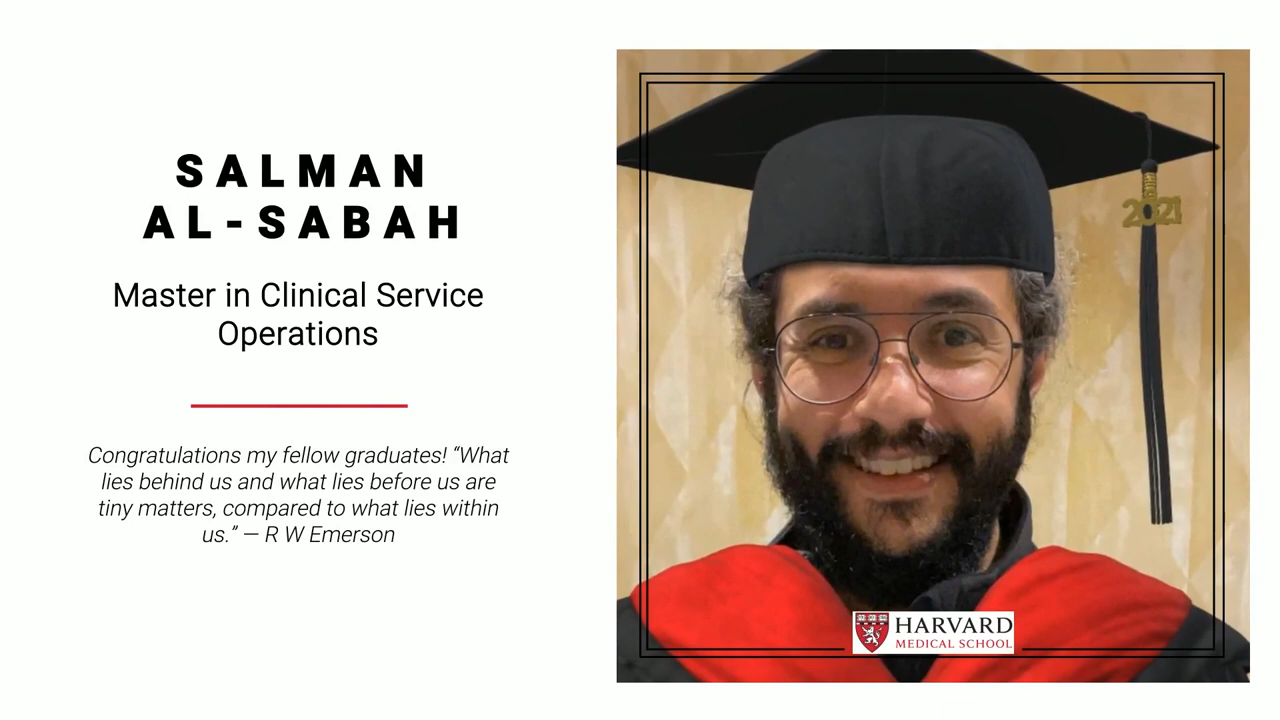 SALMAN
AL-SABAH
Master in Clinical Service
Operations
Congratulations my fellow graduates! “What
lies behind us and what lies before us are
tiny matters, compared to what lies within
us.” — R W Emerson
2021
HARVARD
MEDICAL SCHOOL